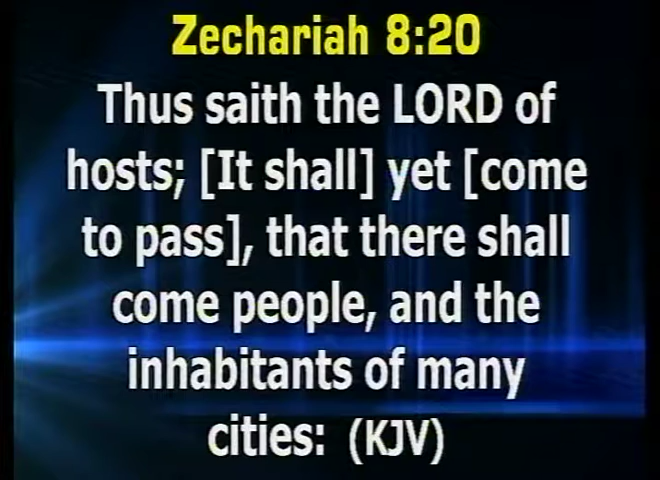 Zechariah 8:20
Thus saith the LORD of
hosts; [It shall] yet [come
to pass], that there shall
come people, and the
inhabitants of many
cities: (KJV)